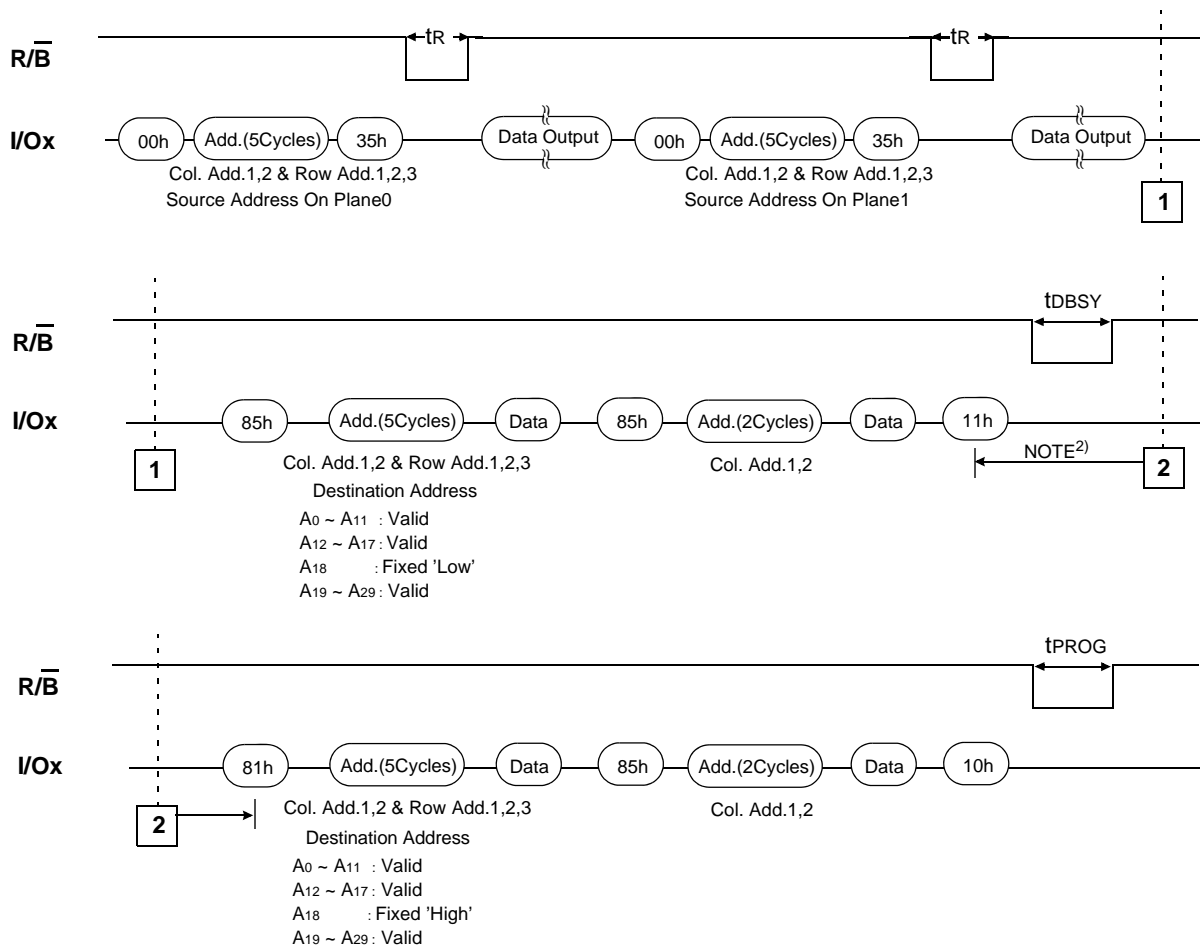 tR tR
R/B
I/Ox 00h Add.(5Cycles) 35h Data Output 00h Add.(5Cycles) 35h Data Output
Col. Add.1,2 & Row Add.1,2,3 Col. Add.1,2 & Row Add.1,2,3
Source Address On Plane0 Source Address On Plane1
1
tDBSY
R/B
I/Ox 85h Add.(5Cycles) Data 85h Add.(2Cycles) Data 11h
1 Col. Add.1,2 & Row Add.1,2,3 Col. Add.1,2 NOTE2) 2
Destination Address
A0 ~ A11 : Valid
A12 ~ A17 : Valid
A18 : Fixed 'Low'
A19 ~ A29 : Valid
tPROG
R/B
I/Ox 81h Add.(5Cycles) Data 85h Add.(2Cycles) Data 10h
2 Col. Add.1,2 & Row Add.1,2,3 Col. Add.1,2
Destination Address
A0 ~ A11 : Valid
A12 ~ A17 : Valid
A18 : Fixed 'High'
A19 ~ A29 : Valid